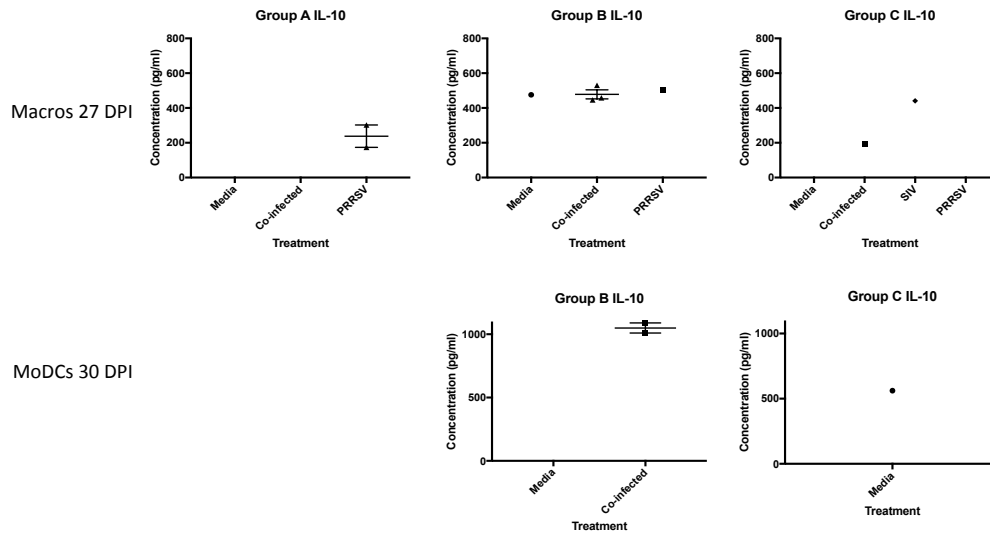 Group A IL-10
800
600
400
200
0
Concentration (pg/ml)
Media
Co-infected
PRRSV
Treatment
Group B IL-10
800
600
400
200
0
Concentration (pg/ml)
Media
Co-infected
PRRSV
Treatment
Group C IL-10
800
600
400
200
0
Concentration (pg/ml)
Media
Co-infected
SIV
PRRSV
Treatment
Macros 27 DPI
Group B IL-10
1000
500
0
Concentration (pg/ml)
Media
Co-infected
Treatment
Group C IL-10
1000
500
0
Concentration (pg/ml)
Media
Treatment
MoDCs 30 DPI